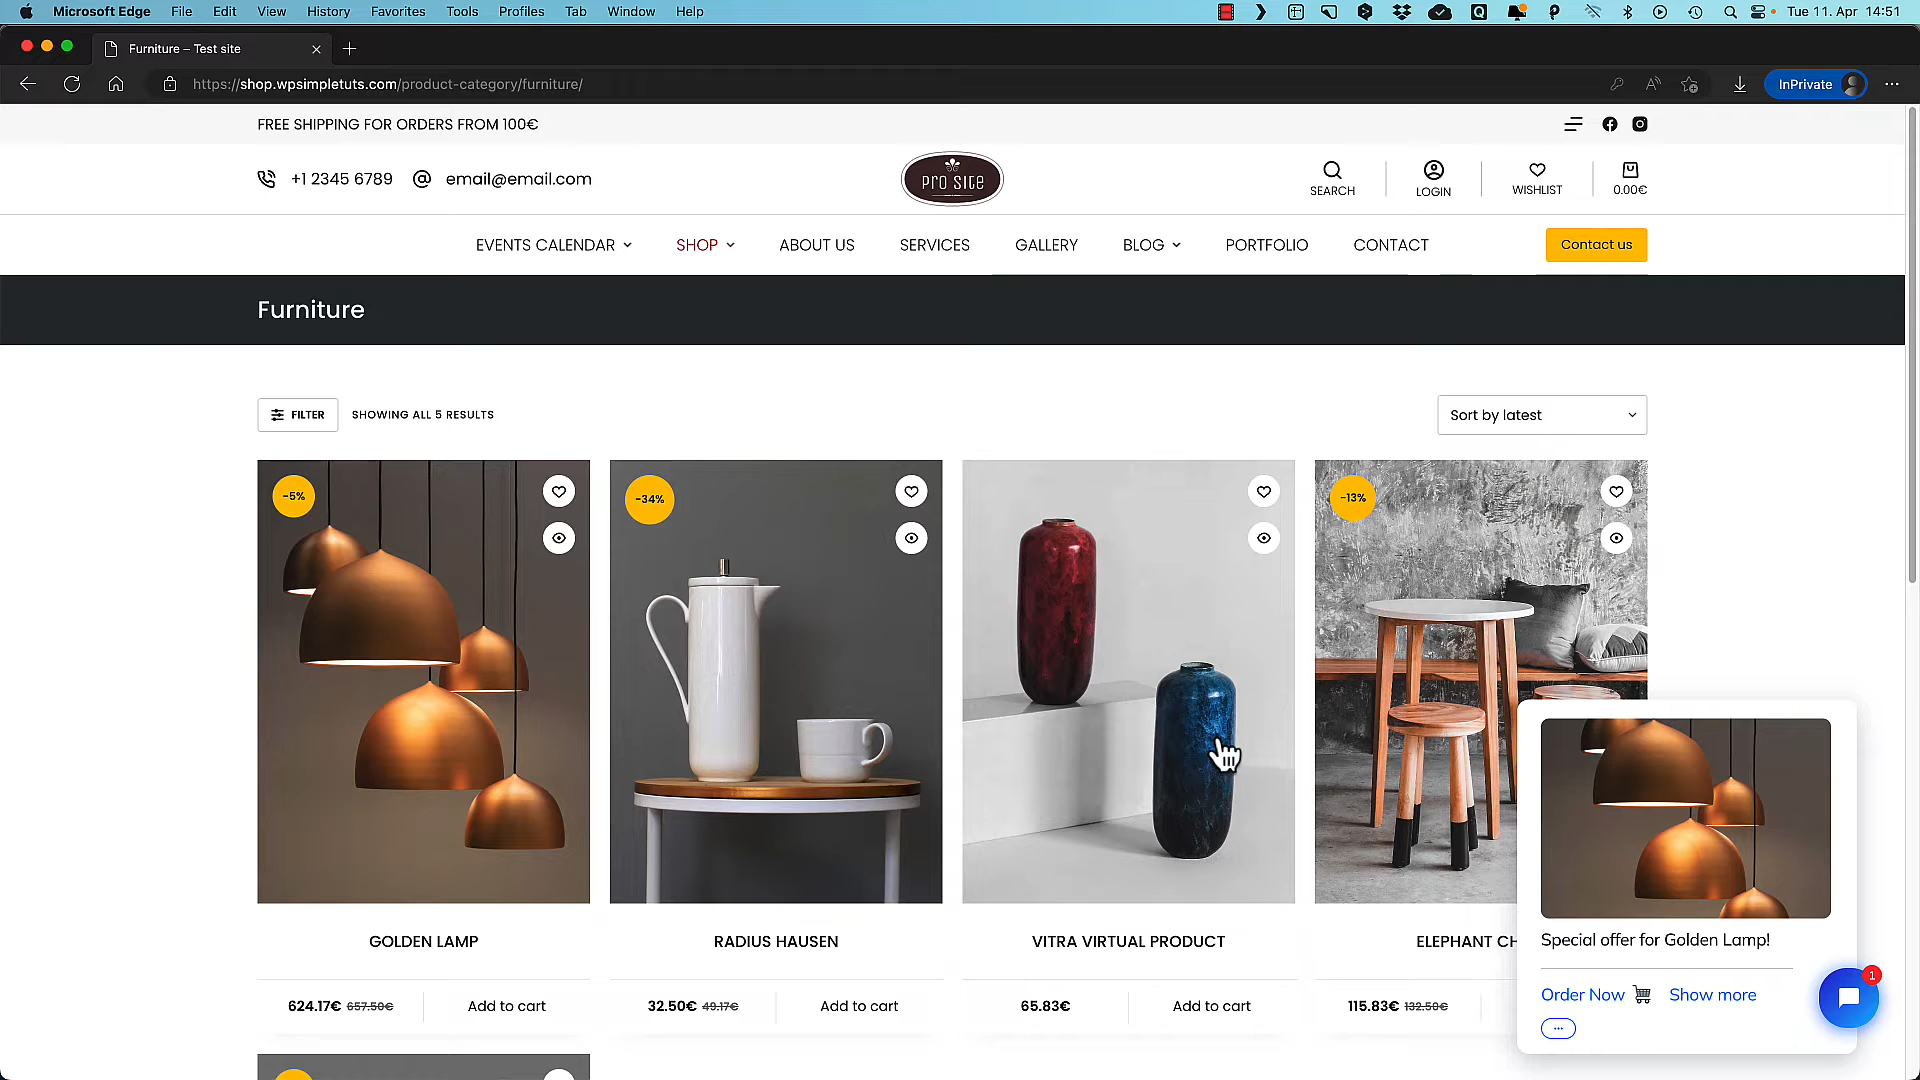 Microsoft Edge File Edit View History Favorites Tools Profiles Tab Window Help Tue 11. Apr 14:51
Furniture – Test site
https://shop.wpsimpletuts.com/product-category/furniture/ InPrivate
FREE SHIPPING FOR ORDERS FROM 100€
+1 2345 6789 email@email.com
PRO SITE
SEARCH LOGIN WISHLIST 0.00€
EVENTS CALENDAR SHOP ABOUT US SERVICES GALLERY BLOG PORTFOLIO CONTACT Contact us
Furniture
FILTER SHOWING ALL 5 RESULTS Sort by latest
-5% -34% -13%
GOLDEN LAMP RADIUS HAUSEN VITRA VIRTUAL PRODUCT ELEPHANT CH
624.17€ 657.50€ Add to cart 32.50€ 49.17€ Add to cart 65.83€ Add to cart 115.83€ 132.50€
Special offer for Golden Lamp!
Order Now Show more
...
1